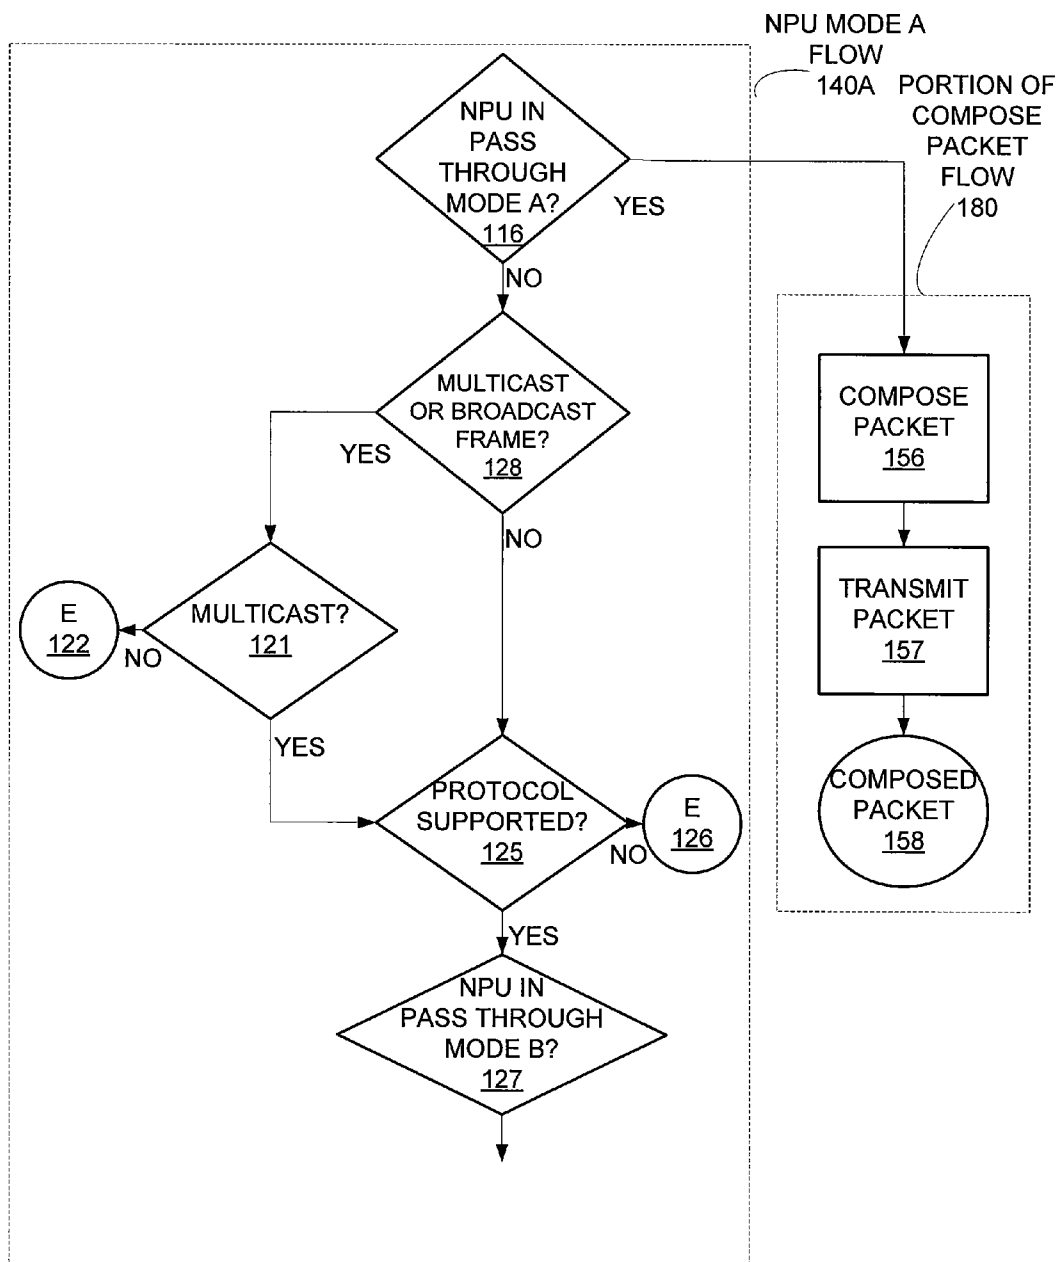 NPU MODE A
FLOW
140A
PORTION OF
COMPOSE
PACKET
FLOW
180
NPU IN
PASS
THROUGH
MODE A?
116
YES
NO
MULTICAST
OR BROADCAST
FRAME?
128
YES
NO
COMPOSE
PACKET
156
E
122
NO
MULTICAST?
121
YES
TRANSMIT
PACKET
157
PROTOCOL
SUPPORTED?
125
NO
E
126
YES
COMPOSED
PACKET
158
NPU IN
PASS THROUGH
MODE B?
127